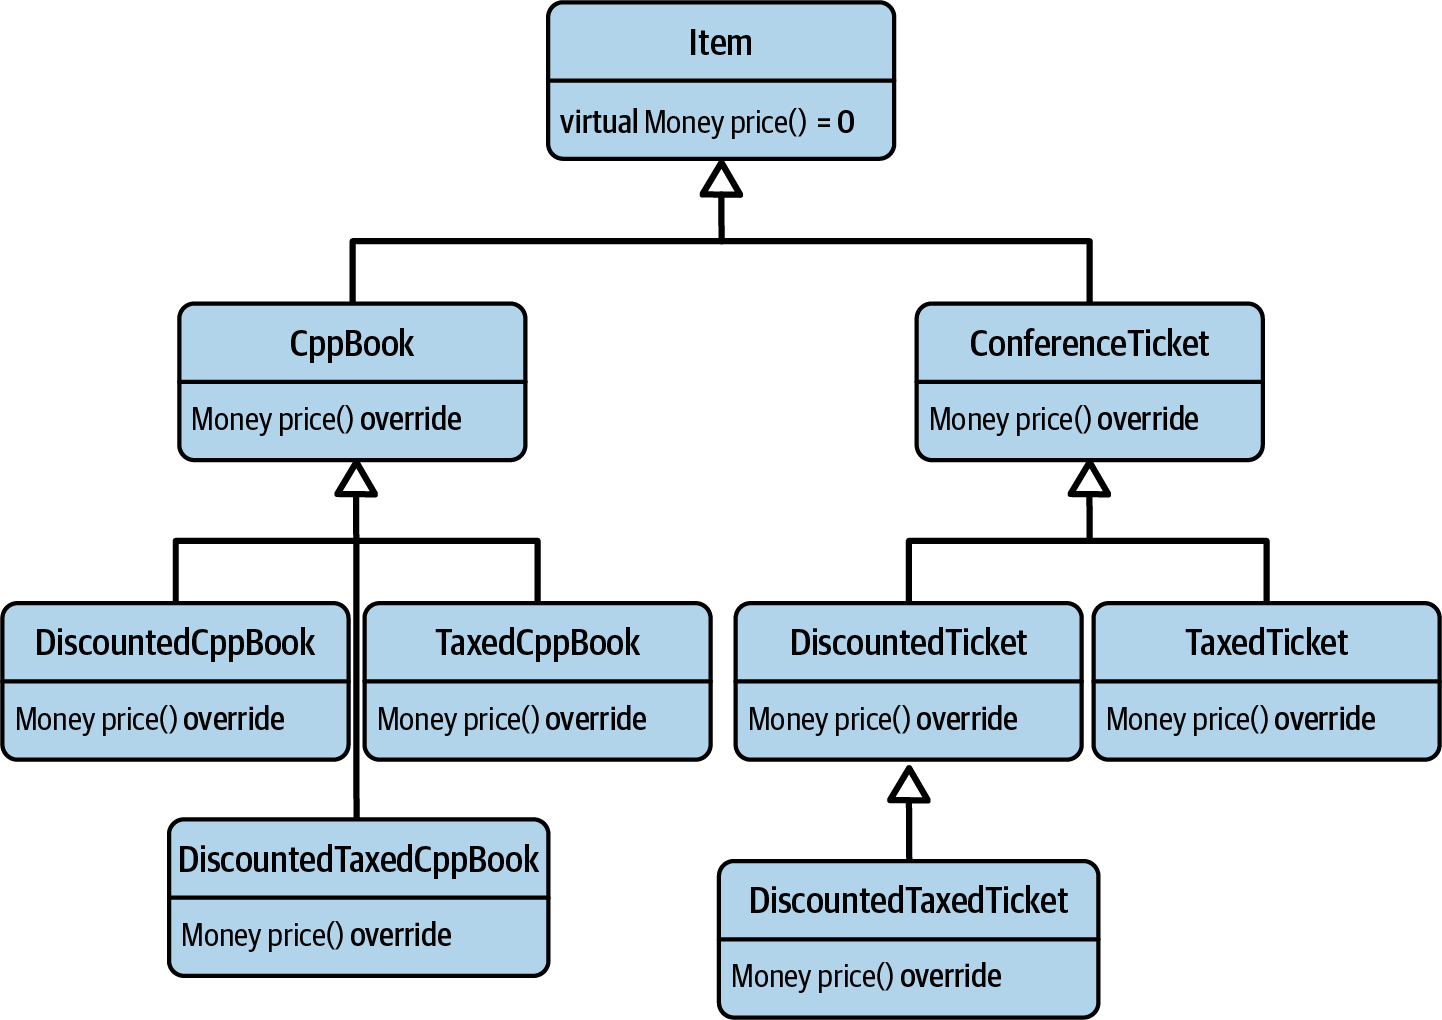 Item
virtual Money price() = 0
CppBook
Money price() override
ConferenceTicket
Money price() override
DiscountedCppBook
Money price() override
TaxedCppBook
Money price() override
DiscountedTicket
Money price() override
TaxedTicket
Money price() override
DiscountedTaxedCppBook
Money price() override
DiscountedTaxedTicket
Money price() override